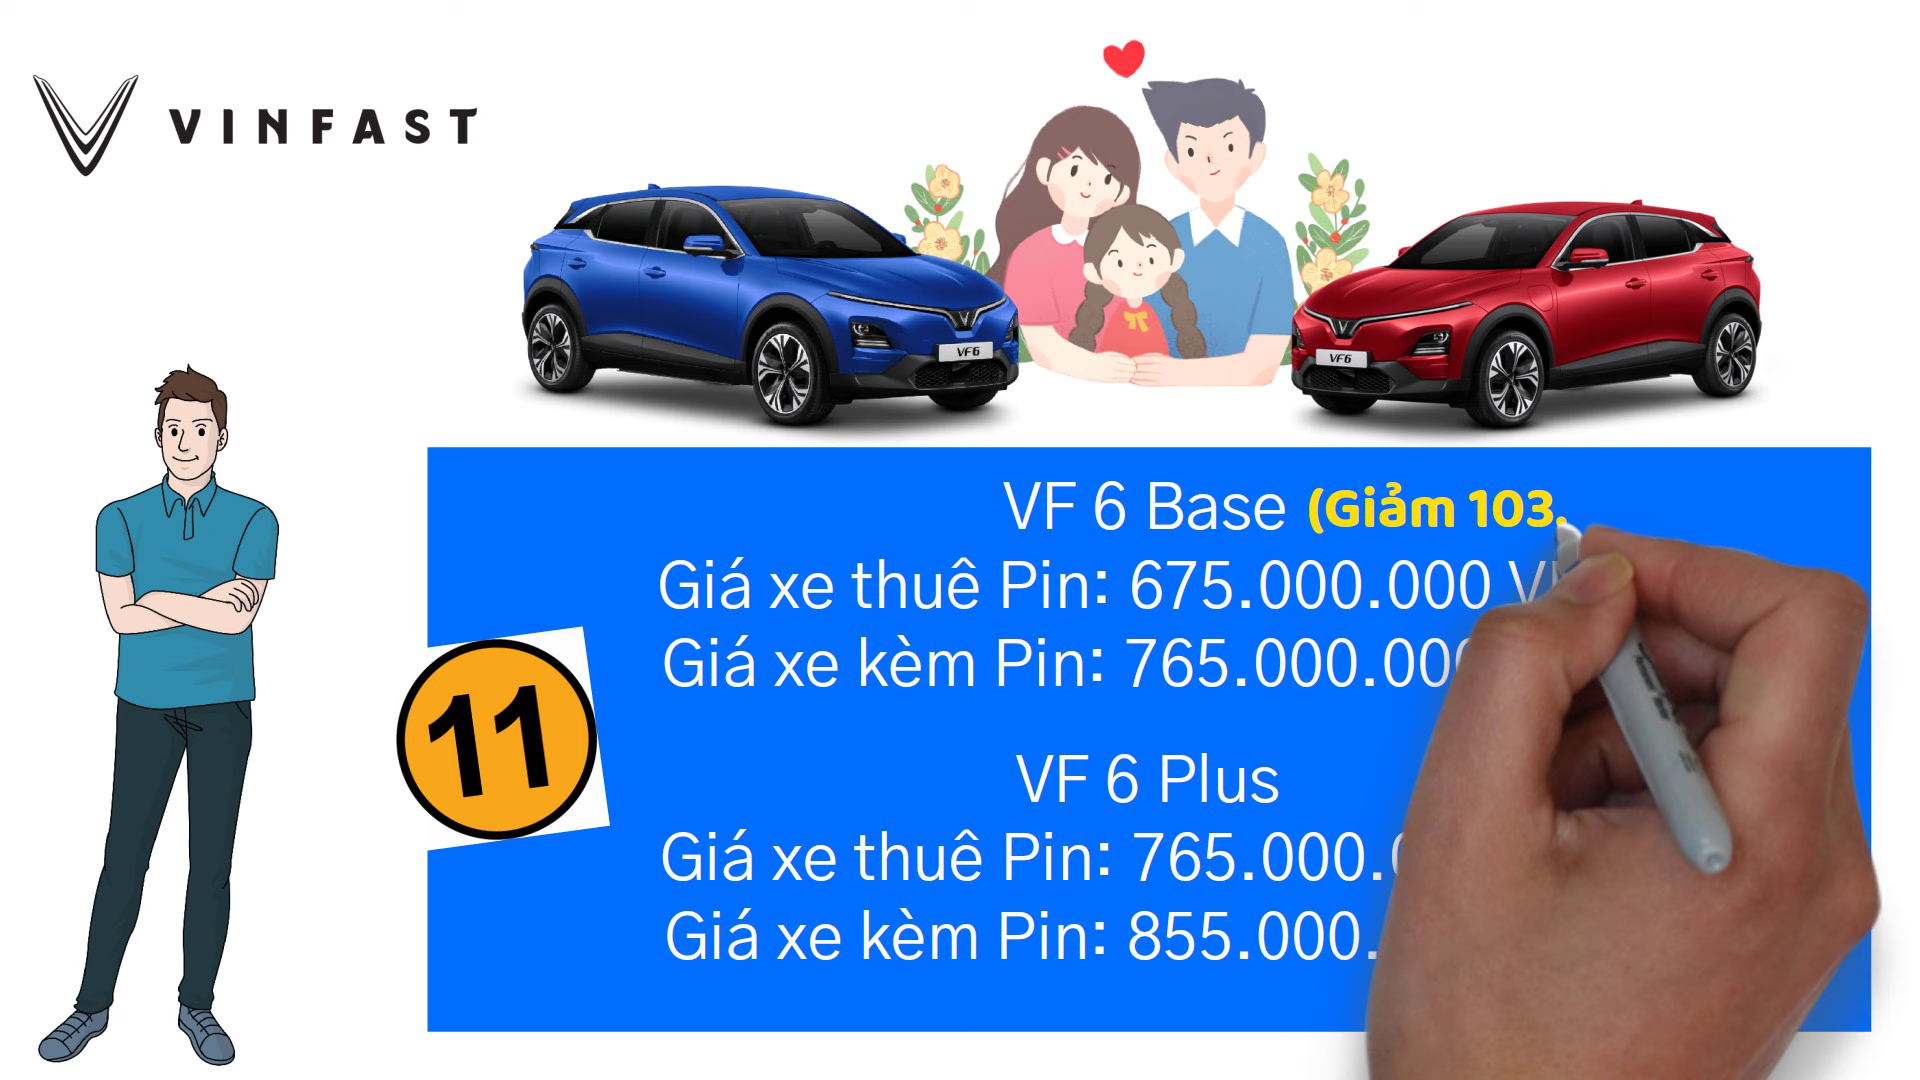 VINFAST
VF6
VF6
VF 6 Base (Giảm 103.
Giá xe thuê Pin: 675.000.000
Giá xe kèm Pin: 765.000.00
11
VF 6 Plus
Giá xe thuê Pin: 765.000.
Giá xe kèm Pin: 855.000.